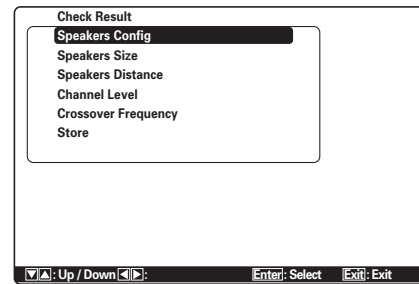 Check Result
Speakers Config
Speakers Size
Speakers Distance
Channel Level
Crossover Frequency
Store
▼▲: Up / Down ◀▶: Enter: Select Exit: Exit